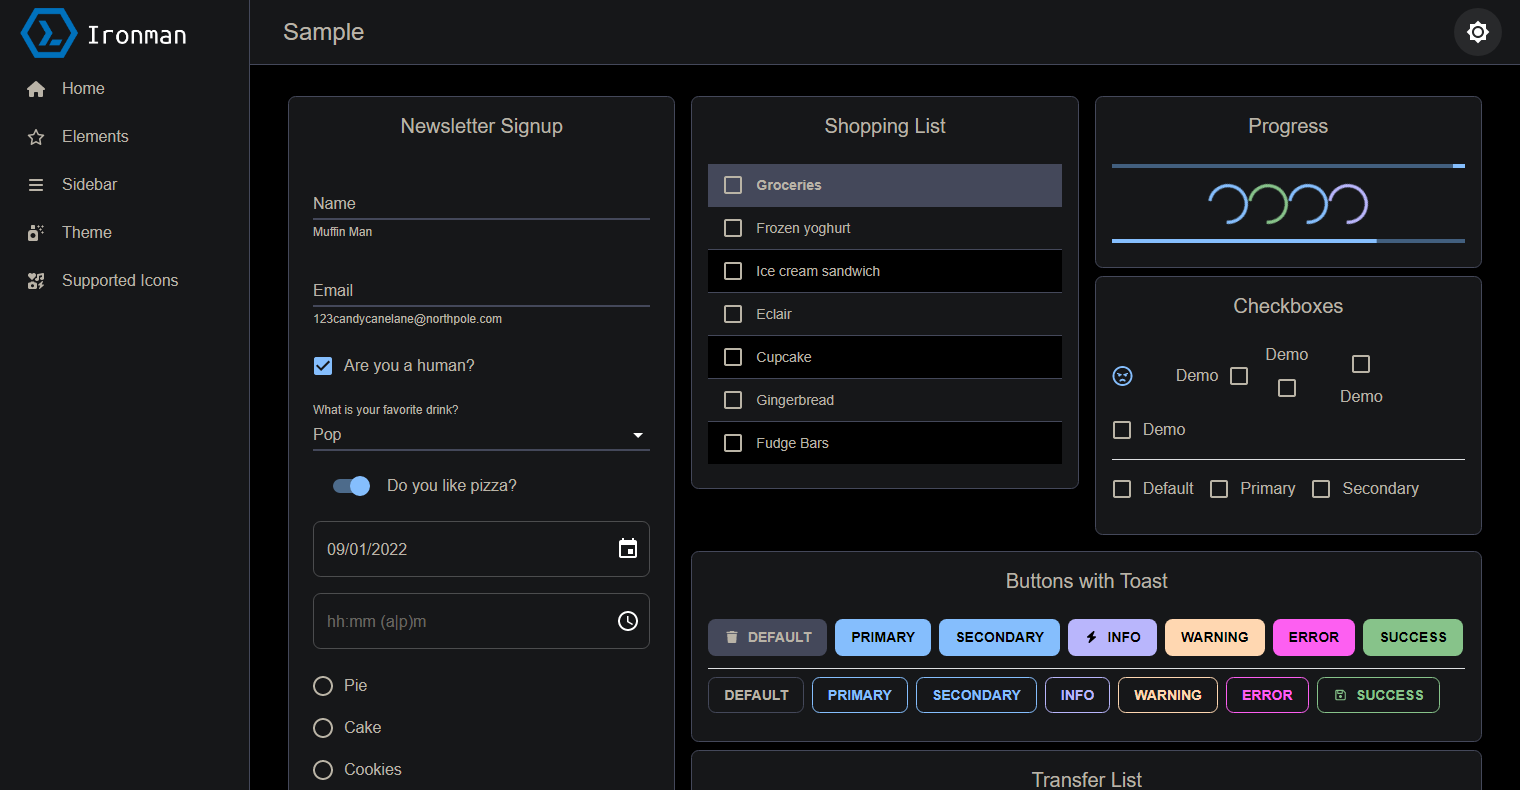 Ironman
Home
Elements
Sidebar
Theme
Supported Icons
Sample
Newsletter Signup
Name
Muffin Man
Email
123candycanelane@northpole.com
Are you a human?
What is your favorite drink?
Pop
Do you like pizza?
09/01/2022
hh:mm (a|p)m
Pie
Cake
Cookies
Shopping List
Groceries
Frozen yoghurt
Ice cream sandwich
Eclair
Cupcake
Gingerbread
Fudge Bars
Progress
Checkboxes
Demo
Demo
Demo
Demo
Default Primary Secondary
Buttons with Toast
DEFAULT PRIMARY SECONDARY INFO WARNING ERROR SUCCESS
DEFAULT PRIMARY SECONDARY INFO WARNING ERROR SUCCESS
Transfer List